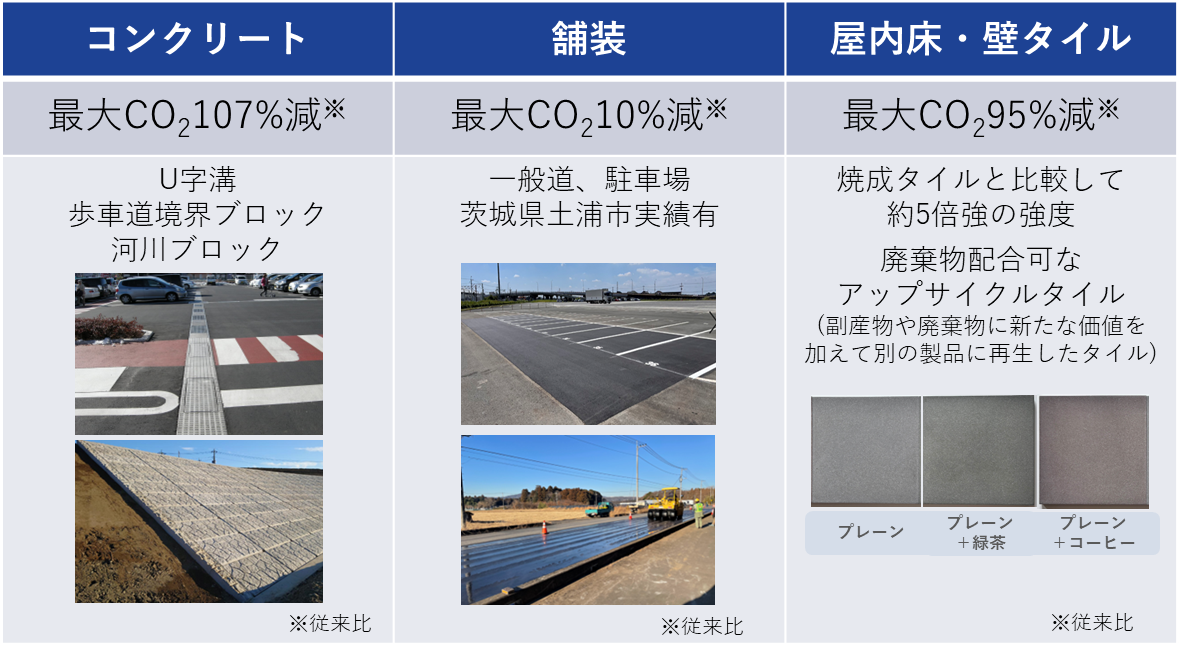 コンクリート
最大CO₂107%減※
U字溝
歩車道境界ブロック
河川ブロック
※従来比
舗装
最大CO₂10%減※
一般道、駐車場
茨城県土浦市実績有
※従来比
屋内床・壁タイル
最大CO₂95%減※
焼成タイルと比較して
約5倍強の強度
廃棄物配合可な
アップサイクルタイル
(副産物や廃棄物に新たな価値を
加えて別の製品に再生したタイル)
プレーン
プレーン
+緑茶
プレーン
+コーヒー
※従来比